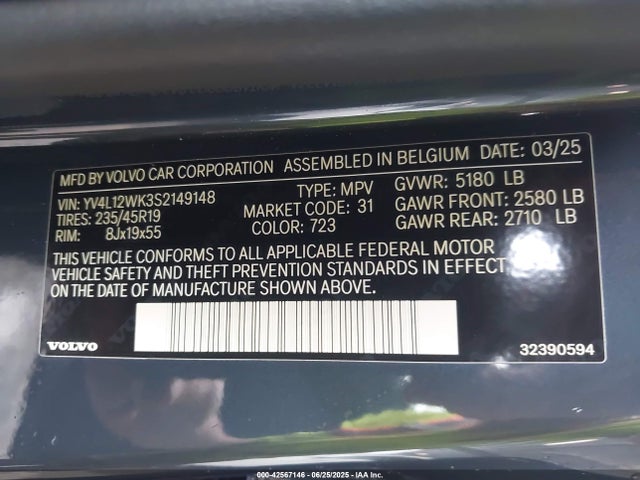 MFD BY VOLVO CAR CORPORATION ASSEMBLED IN BELGIUM DATE: 03/25
VIN: YV4L12WK3S2149148 TYPE: MPV GVWR: 5180 LB
TIRES: 235/45R19 MARKET CODE: 31 GAWR FRONT: 2580 LB
RIM: 8Jx19x55 COLOR: 723 GAWR REAR: 2710 LB
THIS VEHICLE CONFORMS TO ALL APPLICABLE FEDERAL MOTOR
VEHICLE SAFETY AND THEFT PREVENTION STANDARDS IN EFFECT
ON THE DATE OF MANUFACTURE SHOWN ABOVE.
VOLVO 32390594
000-42567146 - 06/25/2025 - IAA Inc.